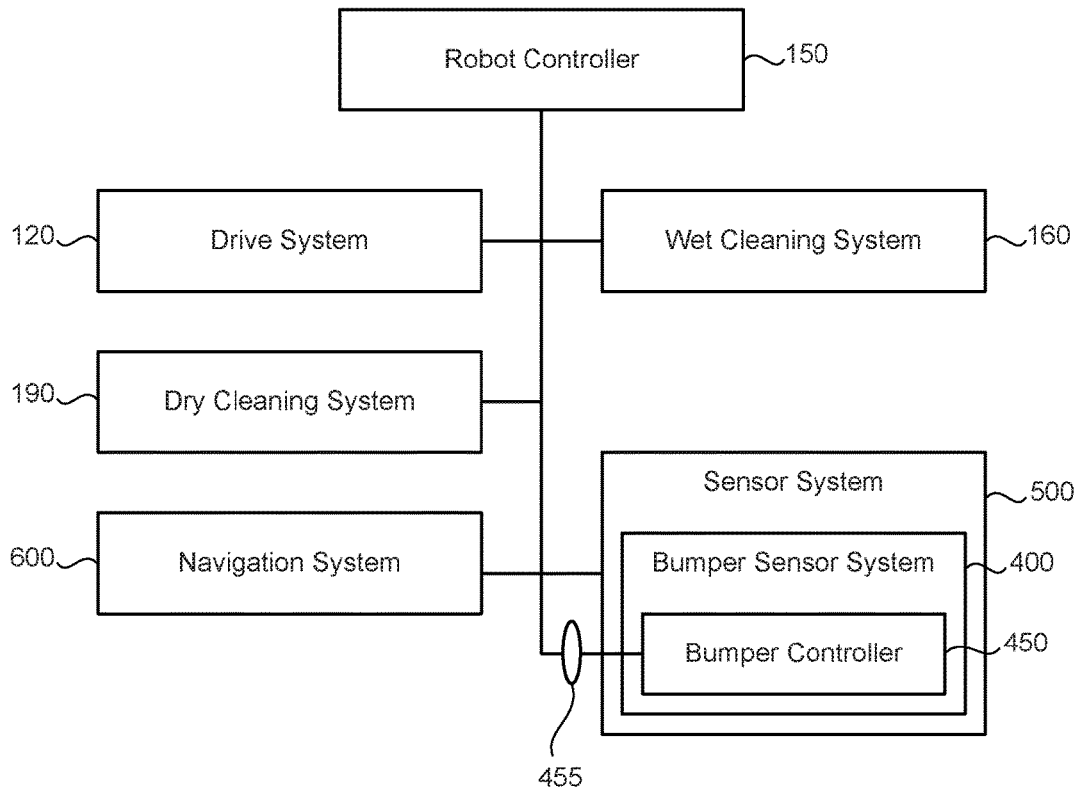 Robot Controller
150
120
Drive System
Wet Cleaning System
160
190
Dry Cleaning System
Sensor System
500
600
Navigation System
Bumper Sensor System
400
Bumper Controller
450
455